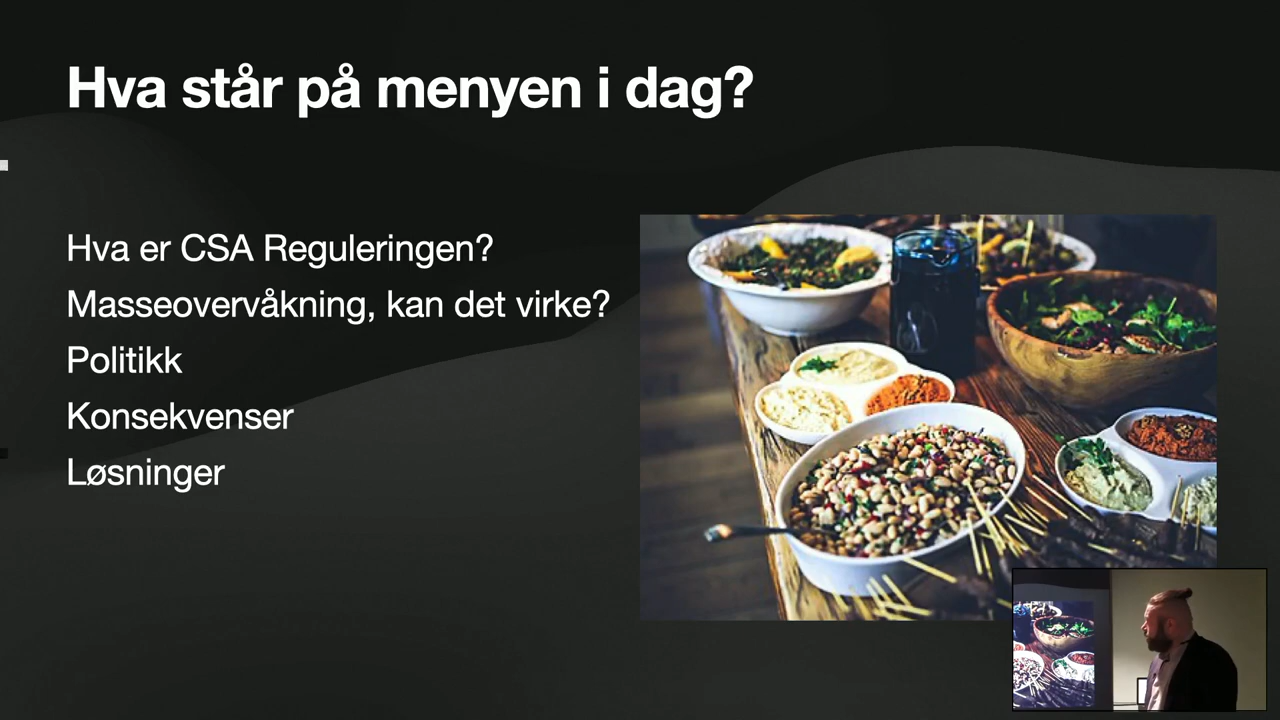 Hva står på menyen i dag?
Hva er CSA Reguleringen?
Masseovervåkning, kan det virke?
Politikk
Konsekvenser
Løsninger